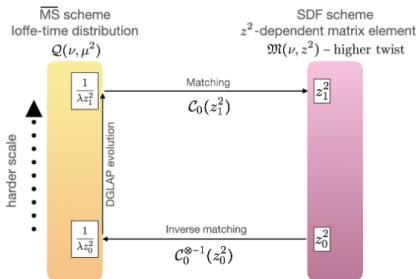 MS scheme
Ioffe-time distribution
𝒬(ν, μ²)
SDF scheme
z²-dependent matrix element
𝔐(ν, z²) – higher twist
1/λz₁²
Matching
𝒞₀(z₁²)
z₁²
harder scale
DGLAP evolution
1/λz₀²
Inverse matching
𝒞₀^{⊗−1}(z₀²)
z₀²